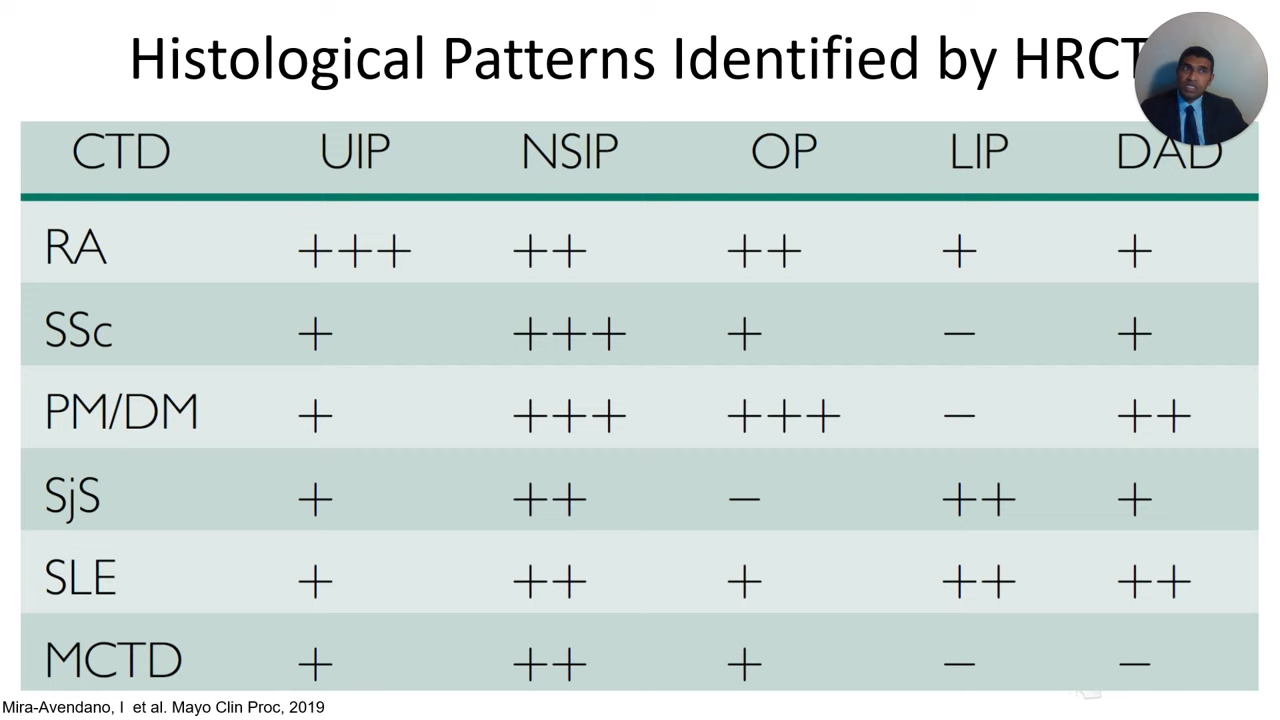 Histological Patterns Identified by HRCT
CTD UIP NSIP OP LIP DAD
RA +++ ++ ++ + +
SSc + +++ + – +
PM/DM + +++ +++ – ++
SjS + ++ – ++ +
SLE + ++ + ++ ++
MCTD + ++ + – –
Mira-Avendano, I et al. Mayo Clin Proc, 2019